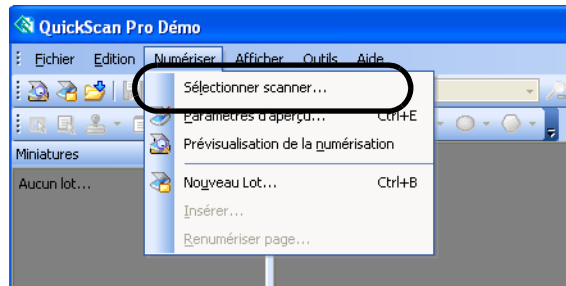 QuickScan Pro Démo
Fichier Edition Numériser Afficher Outils Aide
Sélectionner scanner...
Paramètres d'aperçu... Ctrl+E
Prévisualisation de la numérisation
Miniatures
Aucun lot...
Nouveau Lot... Ctrl+B
Insérer...
Renumériser page...